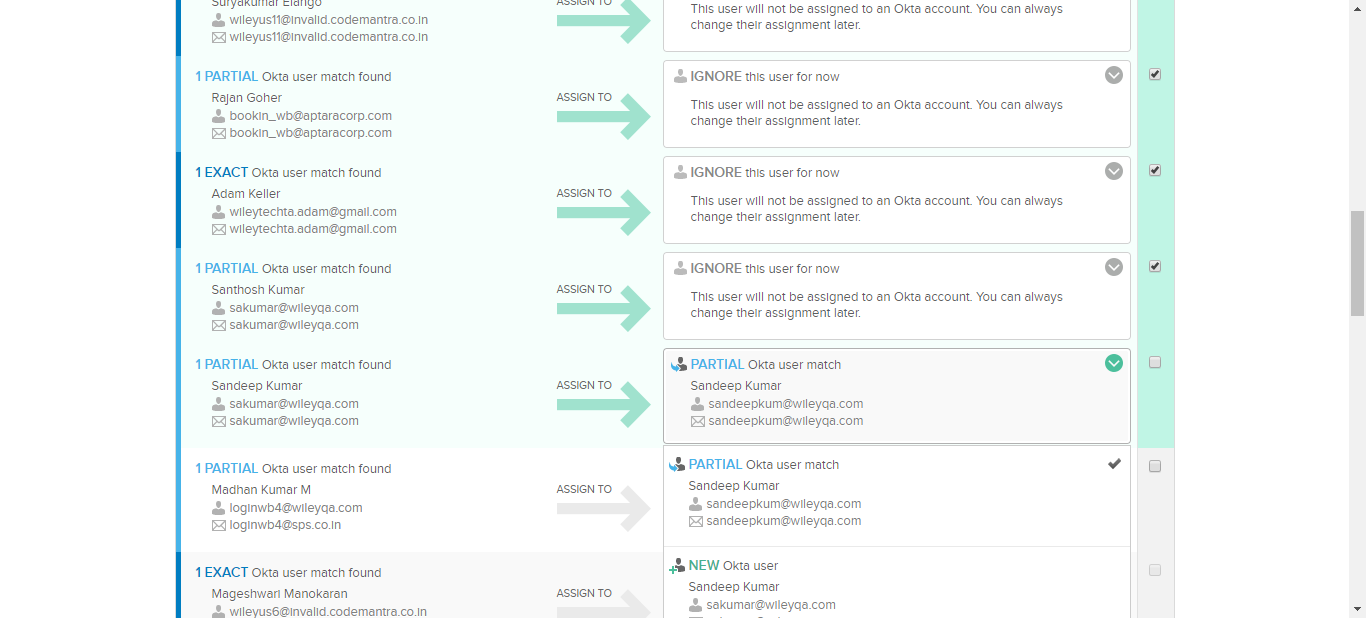 Suryakumar Elango
ASSIGN TO
wileyus11@invalid.codemantra.co.in
wileyus11@invalid.codemantra.co.in
This user will not be assigned to an Okta account. You can always
change their assignment later.
1 PARTIAL Okta user match found
Rajan Goher
bookin_wb@aptaracorp.com
bookin_wb@aptaracorp.com
ASSIGN TO
IGNORE this user for now
This user will not be assigned to an Okta account. You can always
change their assignment later.
1 EXACT Okta user match found
Adam Keller
wileytechta.adam@gmail.com
wileytechta.adam@gmail.com
ASSIGN TO
IGNORE this user for now
This user will not be assigned to an Okta account. You can always
change their assignment later.
1 PARTIAL Okta user match found
Santhosh Kumar
sakumar@wileyqa.com
sakumar@wileyqa.com
ASSIGN TO
IGNORE this user for now
This user will not be assigned to an Okta account. You can always
change their assignment later.
1 PARTIAL Okta user match found
Sandeep Kumar
sakumar@wileyqa.com
sakumar@wileyqa.com
ASSIGN TO
PARTIAL Okta user match
Sandeep Kumar
sandeepkum@wileyqa.com
sandeepkum@wileyqa.com
1 PARTIAL Okta user match found
Madhan Kumar M
loginwb4@wileyqa.com
loginwb4@sps.co.in
ASSIGN TO
PARTIAL Okta user match
Sandeep Kumar
sandeepkum@wileyqa.com
sandeepkum@wileyqa.com
1 EXACT Okta user match found
Mageshwari Manokaran
wileyus6@invalid.codemantra.co.in
ASSIGN TO
NEW Okta user
Sandeep Kumar
sakumar@wileyqa.com